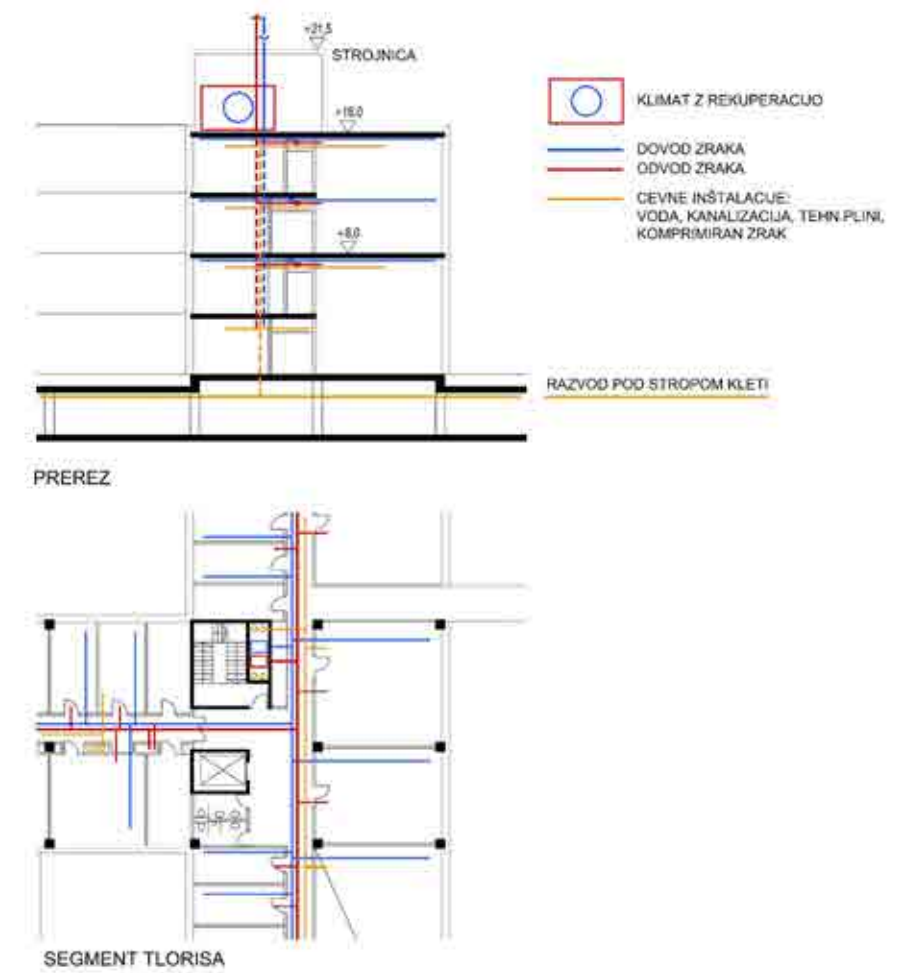 +21,5
STROJNICA
KLIMAT Z REKUPERACIJO
+16,0
DOVOD ZRAKA
ODVOD ZRAKA
CEVNE INŠTALACIJE:
VODA, KANALIZACIJA, TEHN.PLINI,
KOMPRIMIRAN ZRAK
+8,0
RAZVOD POD STROPOM KLETI
PREREZ
SEGMENT TLORISA